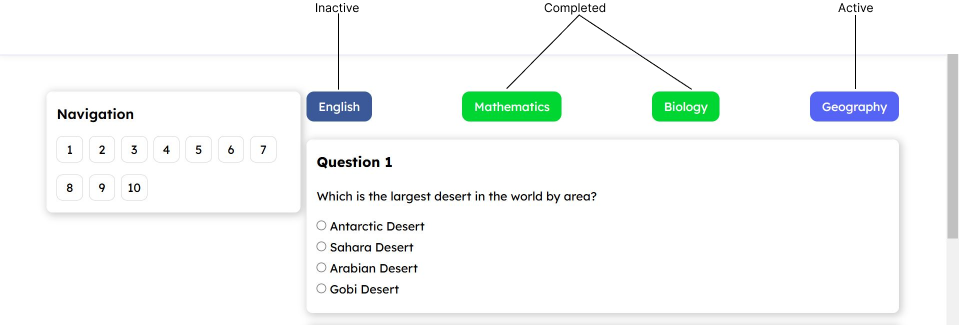 Inactive Completed Active
English Mathematics Biology Geography
Navigation
1 2 3 4 5 6 7
8 9 10
Question 1
Which is the largest desert in the world by area?
Antarctic Desert
Sahara Desert
Arabian Desert
Gobi Desert